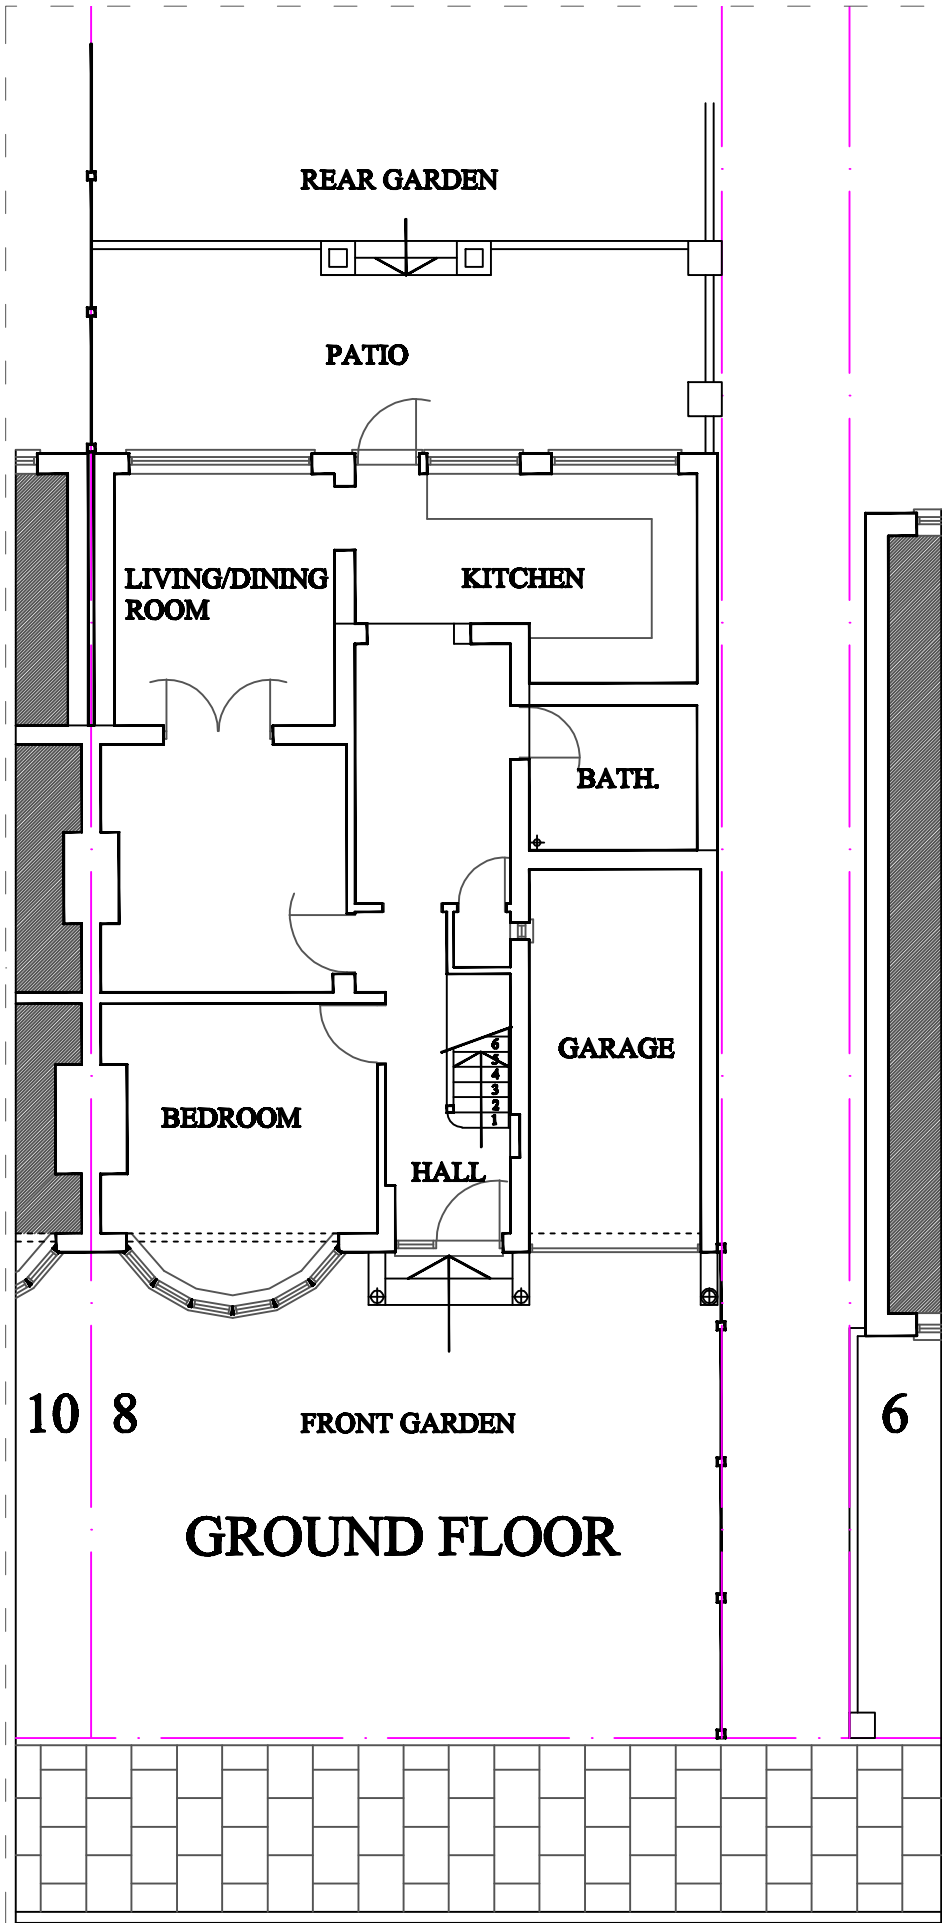 REAR GARDEN
PATIO
LIVING/DINING
ROOM
KITCHEN
BATH.
GARAGE
6
5
4
3
2
1
BEDROOM
HALL
10
8
6
FRONT GARDEN
GROUND FLOOR